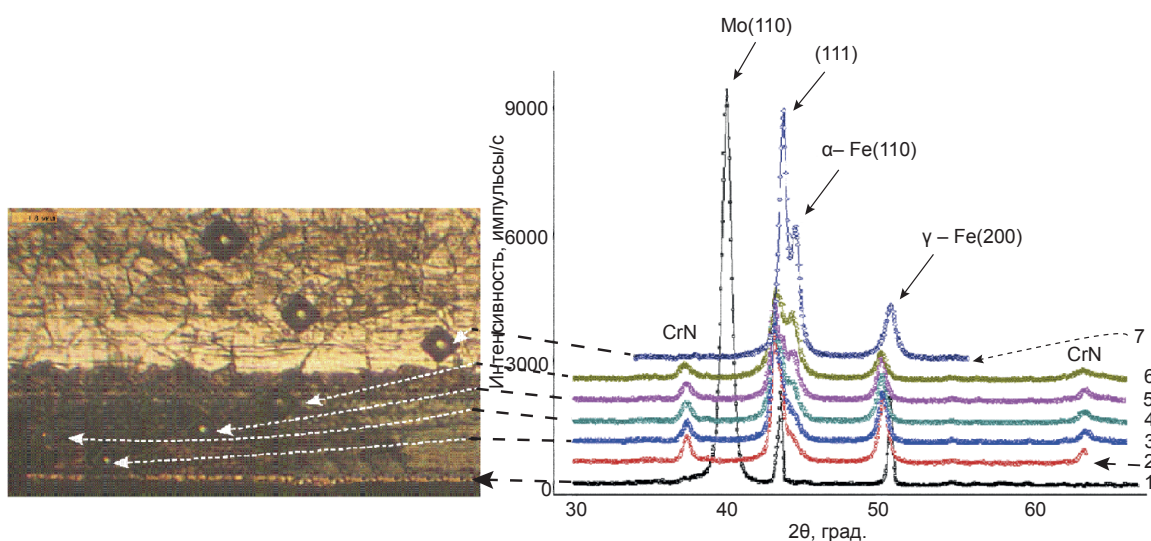 Mo(110)
(111)
α– Fe(110)
γ – Fe(200)
Интенсивность, импульсы/с
9000
6000
3000
0
CrN
CrN
7
6
5
4
3
2
1
30
40
50
60
2θ, град.